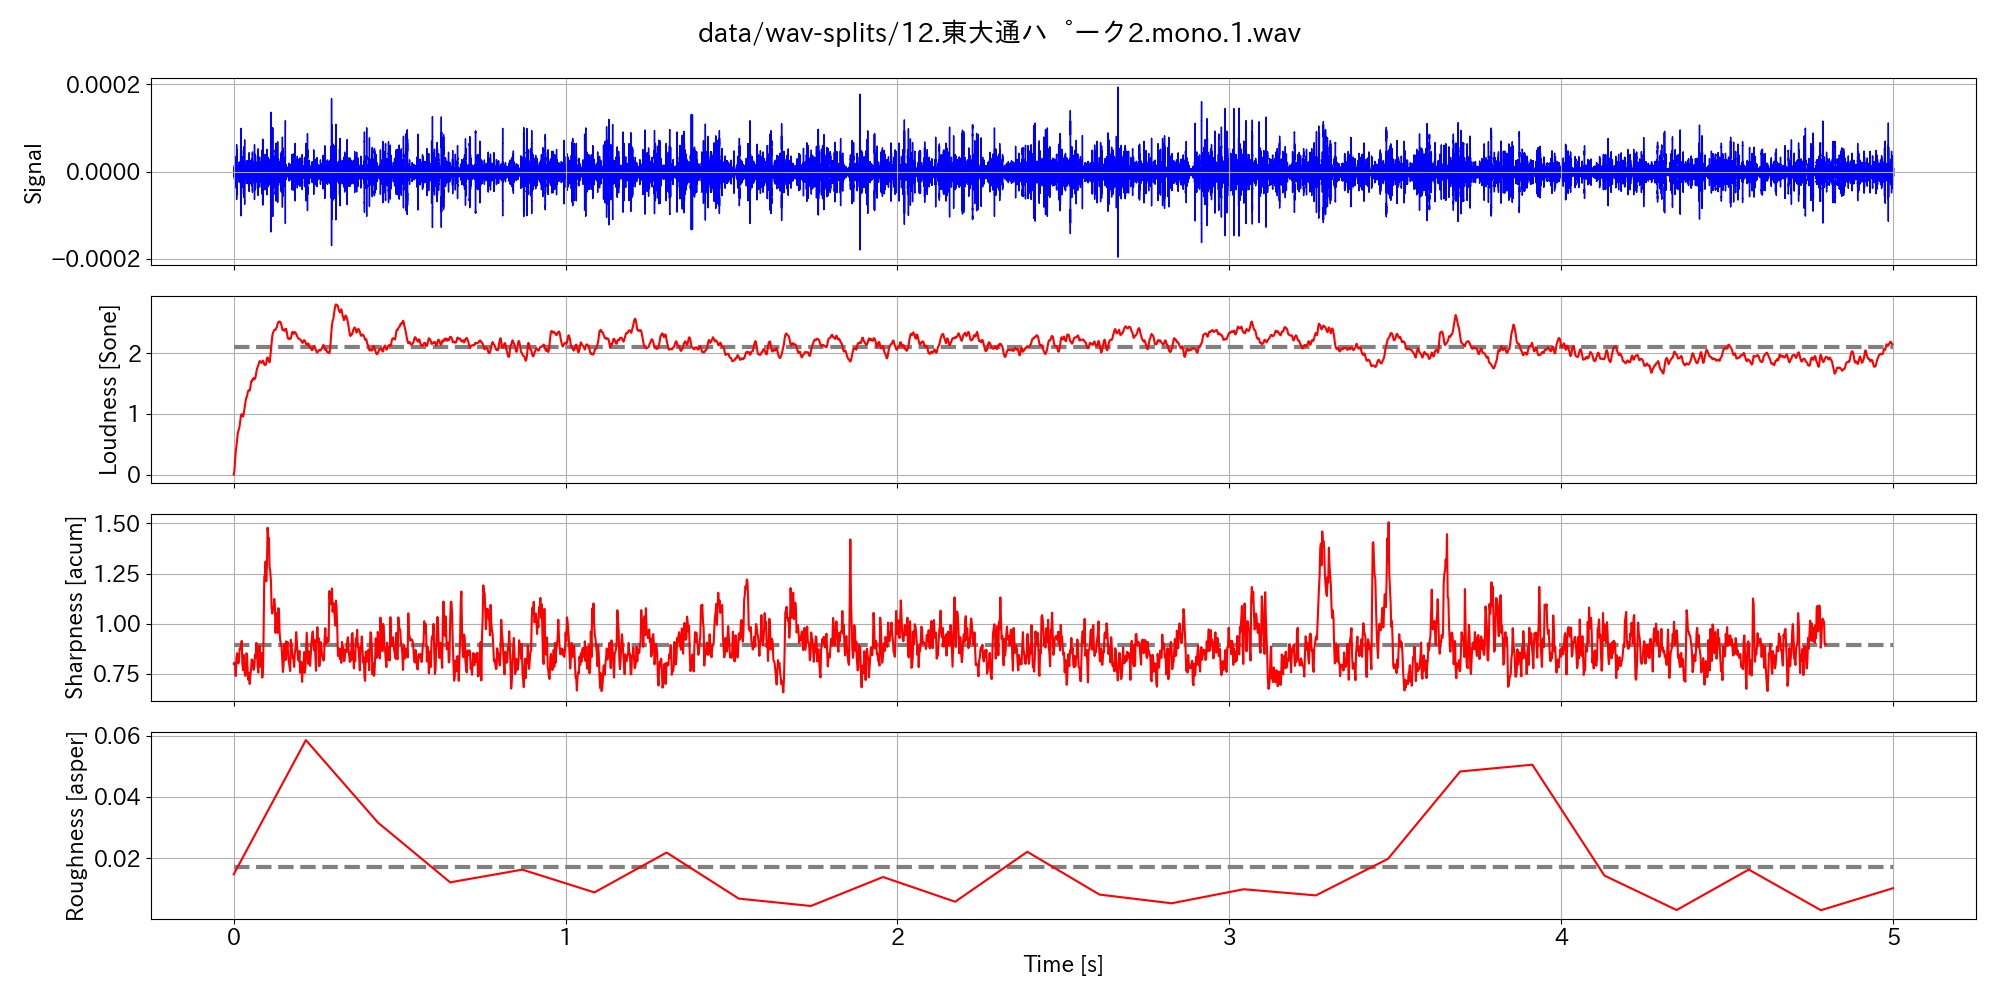 data/wav-splits/12.東大通パーク2.mono.1.wav
0.0002
0.0000
−0.0002
Signal
2
1
0
Loudness [Sone]
1.50
1.25
1.00
0.75
Sharpness [acum]
0.06
0.04
0.02
Roughness [asper]
0 1 2 3 4 5
Time [s]